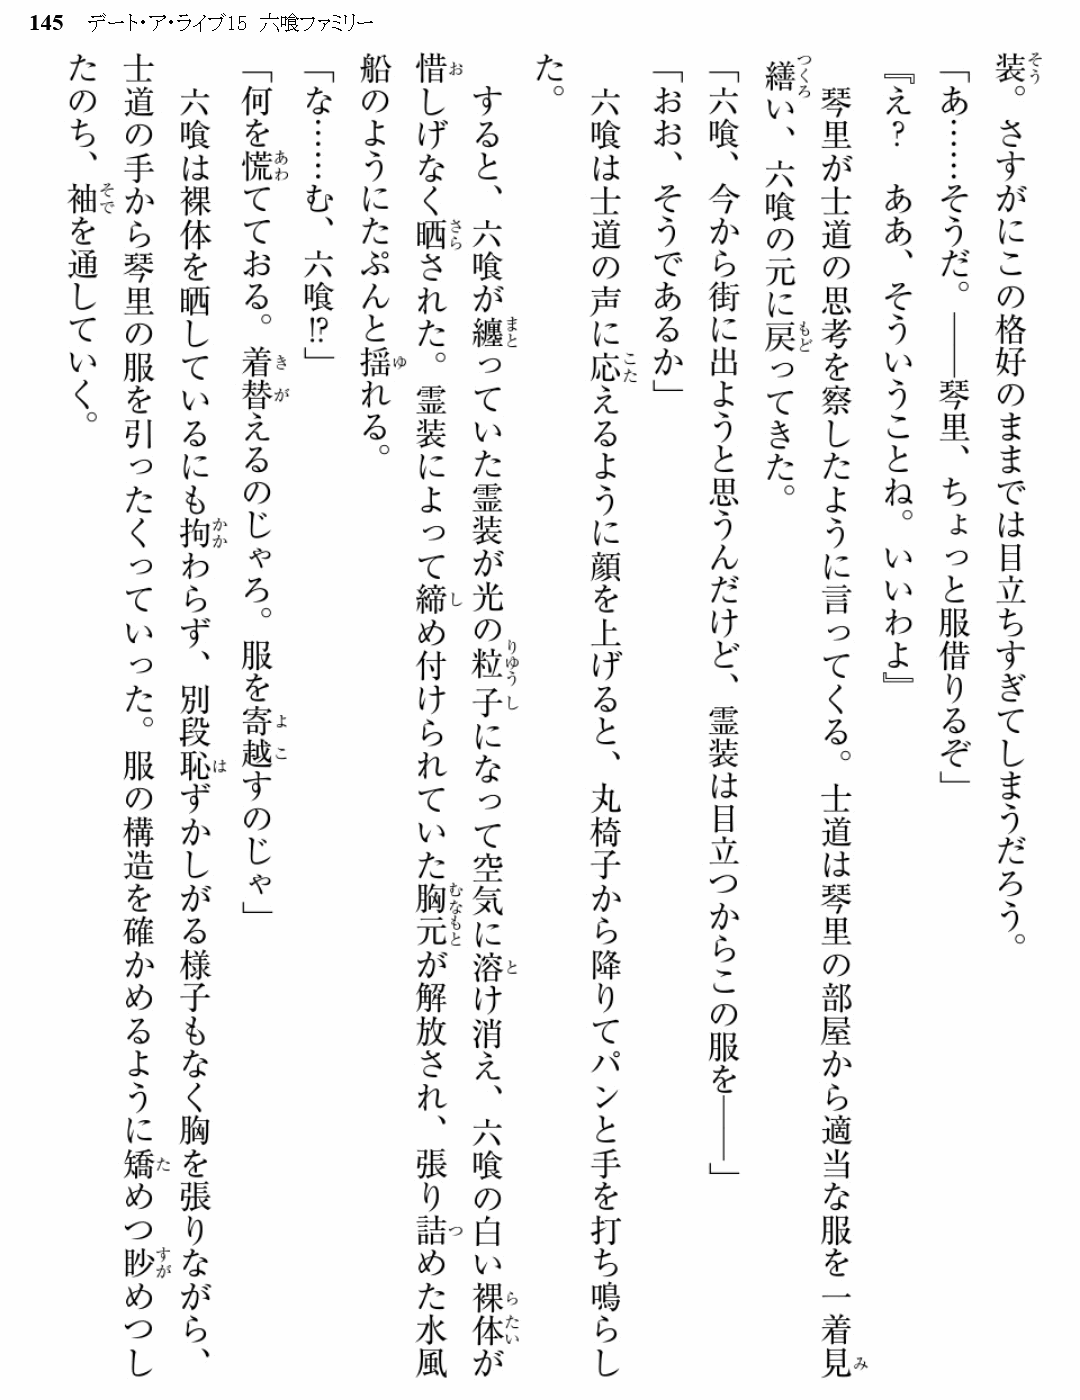 145 デート・ア・ライブ15 六喰ファミリー
装。さすがにこの格好のままでは目立ちすぎてしまうだろう。
「あ……そうだ。――琴里、ちょっと服借りるぞ」
『え？　ああ、そういうことね。いいわよ』
琴里が士道の思考を察したように言ってくる。士道は琴里の部屋から適当な服を一着見
繕い、六喰の元に戻ってきた。
「六喰、今から街に出ようと思うんだけど、霊装は目立つからこの服を――」
「おお、そうであるか」
六喰は士道の声に応えるように顔を上げると、丸椅子から降りてパンと手を打ち鳴らし
た。
すると、六喰が纏っていた霊装が光の粒子になって空気に溶け消え、六喰の白い裸体が
惜しげなく晒された。霊装によって締め付けられていた胸元が解放され、張り詰めた水風
船のようにたぷんと揺れる。
「な……む、六喰!?」
「何を慌てておる。着替えるのじゃろ。服を寄越すのじゃ」
六喰は裸体を晒しているにも拘わらず、別段恥ずかしがる様子もなく胸を張りながら、
士道の手から琴里の服を引ったくっていった。服の構造を確かめるように矯めつ眇めつし
たのち、袖を通していく。